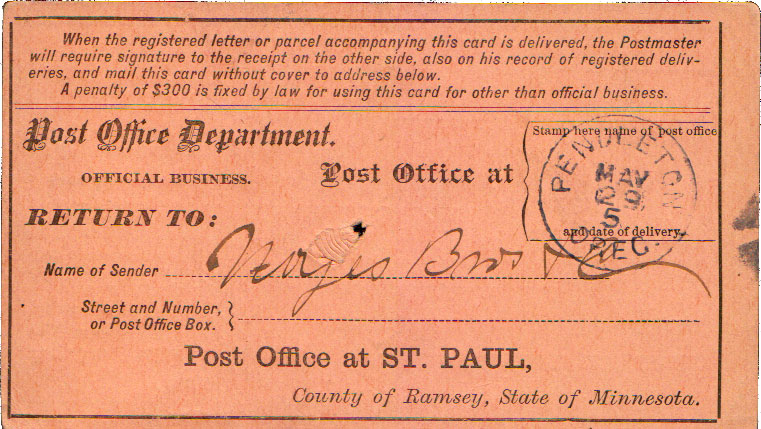 When the registered letter or parcel accompanying this card is delivered, the Postmaster
will require signature to the receipt on the other side, also on his record of registered deliv-
eries, and mail this card without cover to address below.
A penalty of $300 is fixed by law for using this card for other than official business.
Post Office Department.
OFFICIAL BUSINESS.
Post Office at
Stamp here name of post office
PENDLETON
MAY
29
5
OREG.
and date of delivery.
RETURN TO:
Name of Sender Noyes Bros &
Street and Number,
or Post Office Box.
Post Office at ST. PAUL,
County of Ramsey, State of Minnesota.